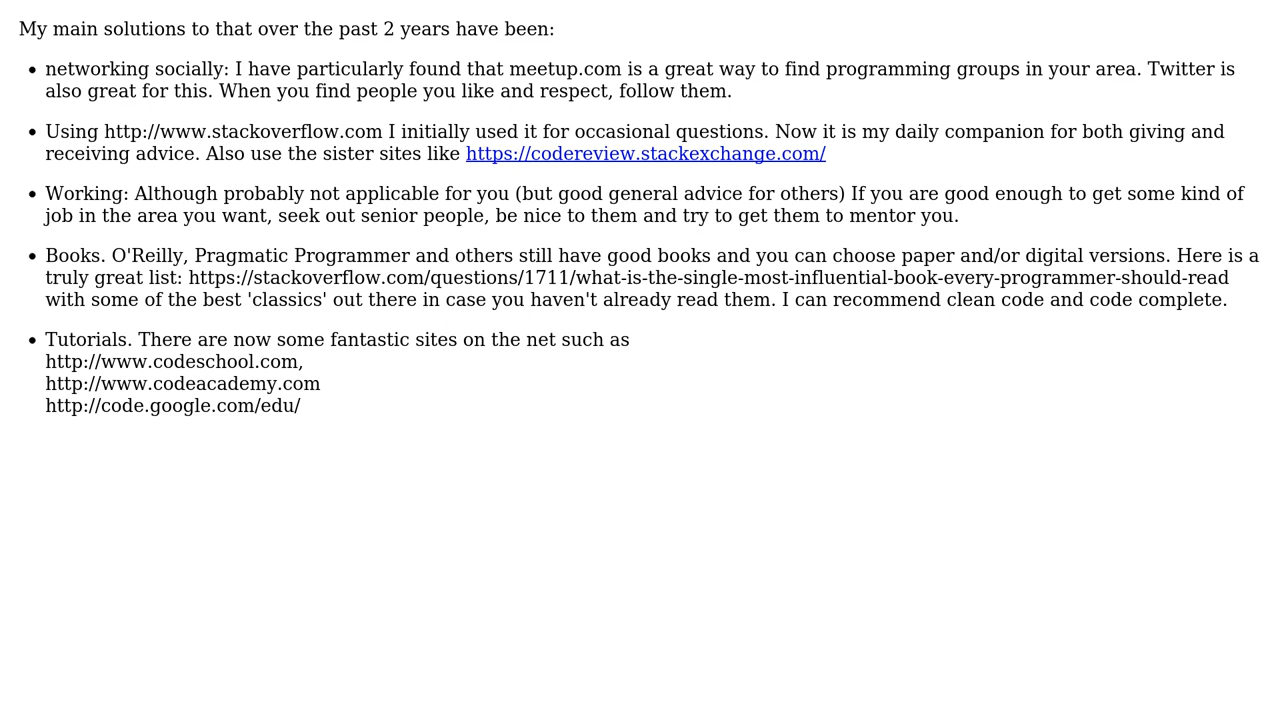 My main solutions to that over the past 2 years have been:
networking socially: I have particularly found that meetup.com is a great way to find programming groups in your area. Twitter is
also great for this. When you find people you like and respect, follow them.
Using http://www.stackoverflow.com I initially used it for occasional questions. Now it is my daily companion for both giving and
receiving advice. Also use the sister sites like https://codereview.stackexchange.com/
Working: Although probably not applicable for you (but good general advice for others) If you are good enough to get some kind of
job in the area you want, seek out senior people, be nice to them and try to get them to mentor you.
Books. O'Reilly, Pragmatic Programmer and others still have good books and you can choose paper and/or digital versions. Here is a
truly great list: https://stackoverflow.com/questions/1711/what-is-the-single-most-influential-book-every-programmer-should-read
with some of the best 'classics' out there in case you haven't already read them. I can recommend clean code and code complete.
Tutorials. There are now some fantastic sites on the net such as
http://www.codeschool.com,
http://www.codeacademy.com
http://code.google.com/edu/